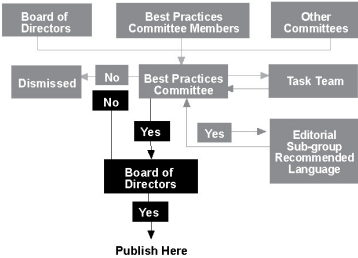 Board of
Directors
Best Practices
Committee Members
Other
Committees
Dismissed
No
Best Practices
Committee
Task Team
No
Yes
Yes
Editorial
Sub-group
Recommended
Language
Board of
Directors
Yes
Publish Here